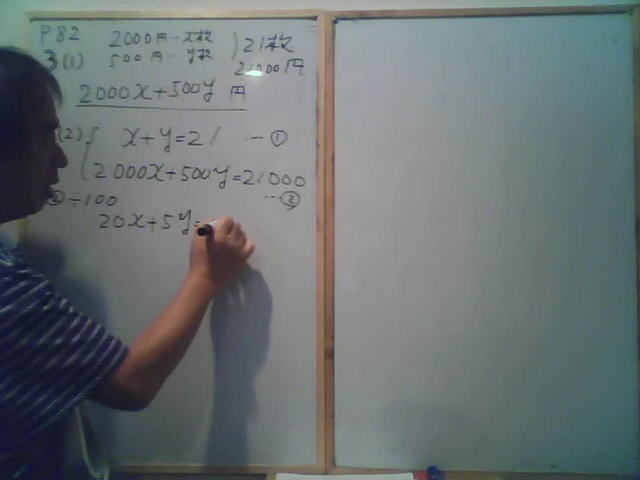 P82 2000円-x枚 ) 21枚
3(1) 500円-y枚 21000円
2000x+500y 円
(2) { x+y=21 --- ①
2000x+500y=21000
--- ②
② ÷100
20x+5y=